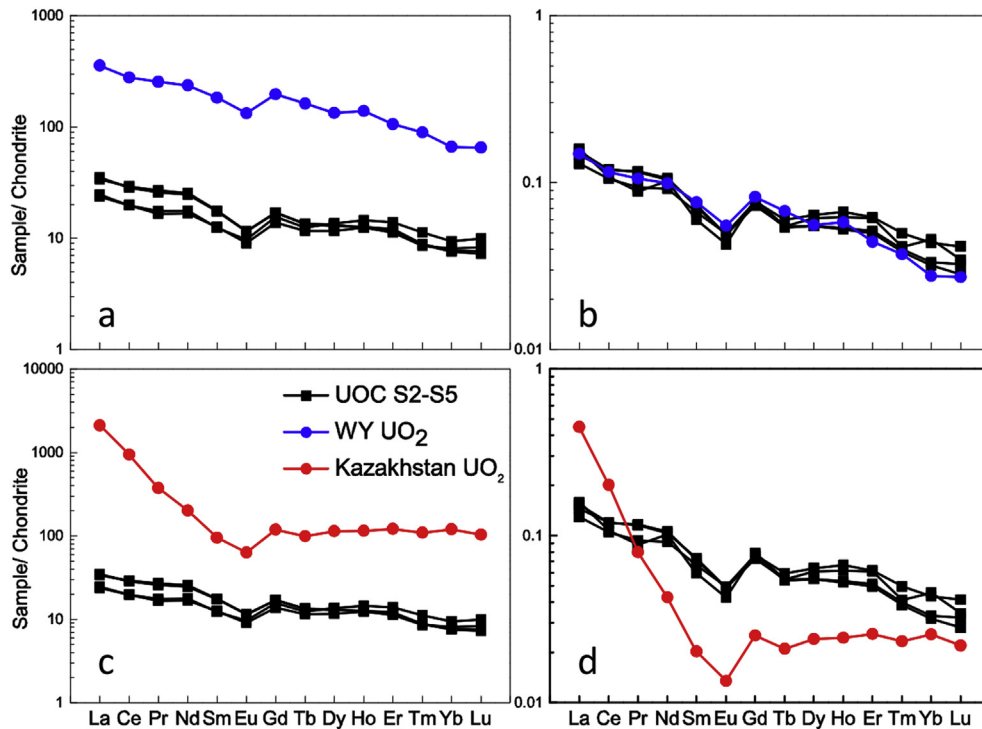 1000
100
10
1
Sample/ Chondrite
a
1
0.1
0.01
b
10000
1000
100
10
1
Sample/ Chondrite
UOC S2-S5
WY UO₂
Kazakhstan UO₂
c
La Ce Pr Nd Sm Eu Gd Tb Dy Ho Er Tm Yb Lu
1
0.1
0.01
d
La Ce Pr Nd Sm Eu Gd Tb Dy Ho Er Tm Yb Lu